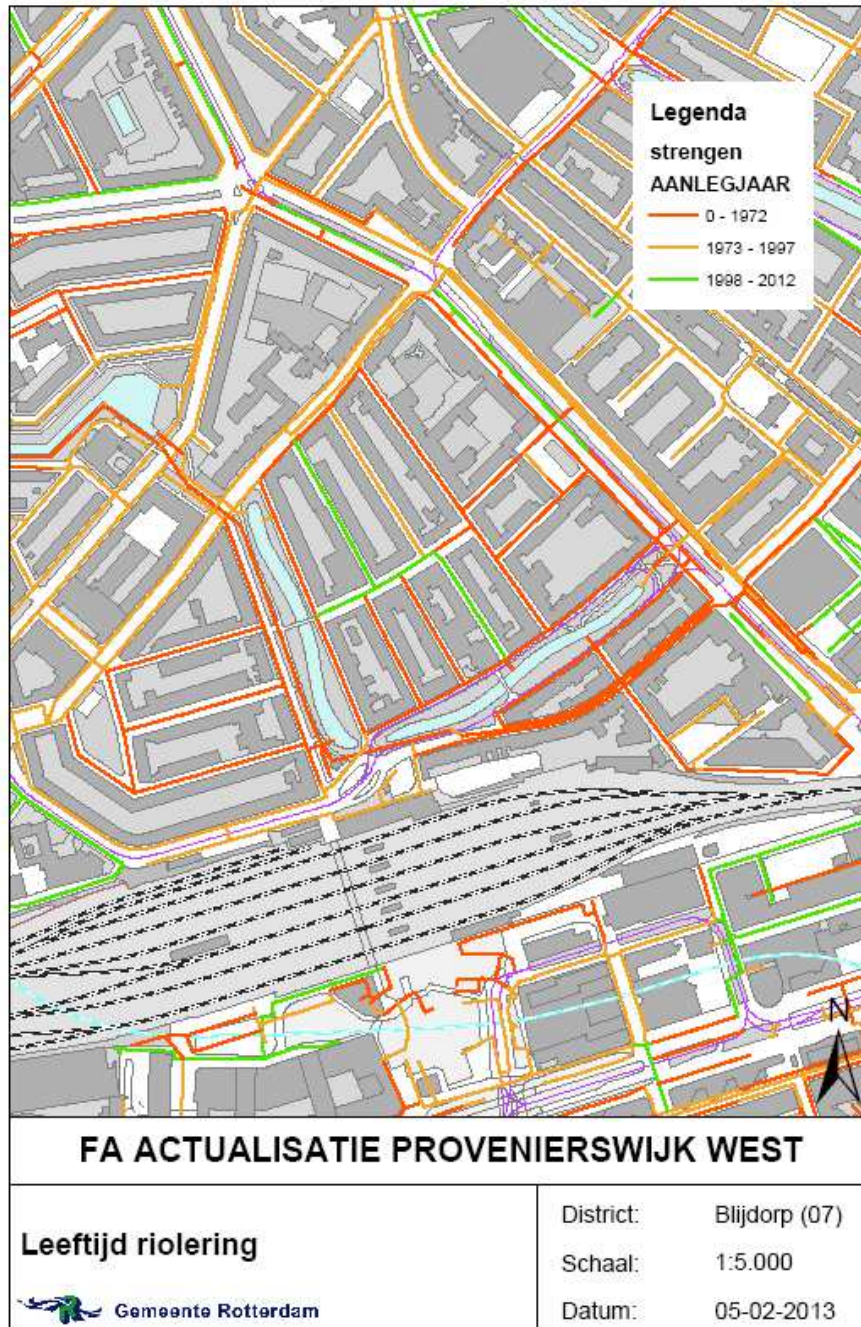 Legenda
strengen
AANLEGJAAR
0 - 1972
1973 - 1997
1998 - 2012
N
FA ACTUALISATIE PROVENIERSWIJK WEST
Leeftijd riolering
Gemeente Rotterdam
District: Blijdorp (07)
Schaal: 1:5.000
Datum: 05-02-2013